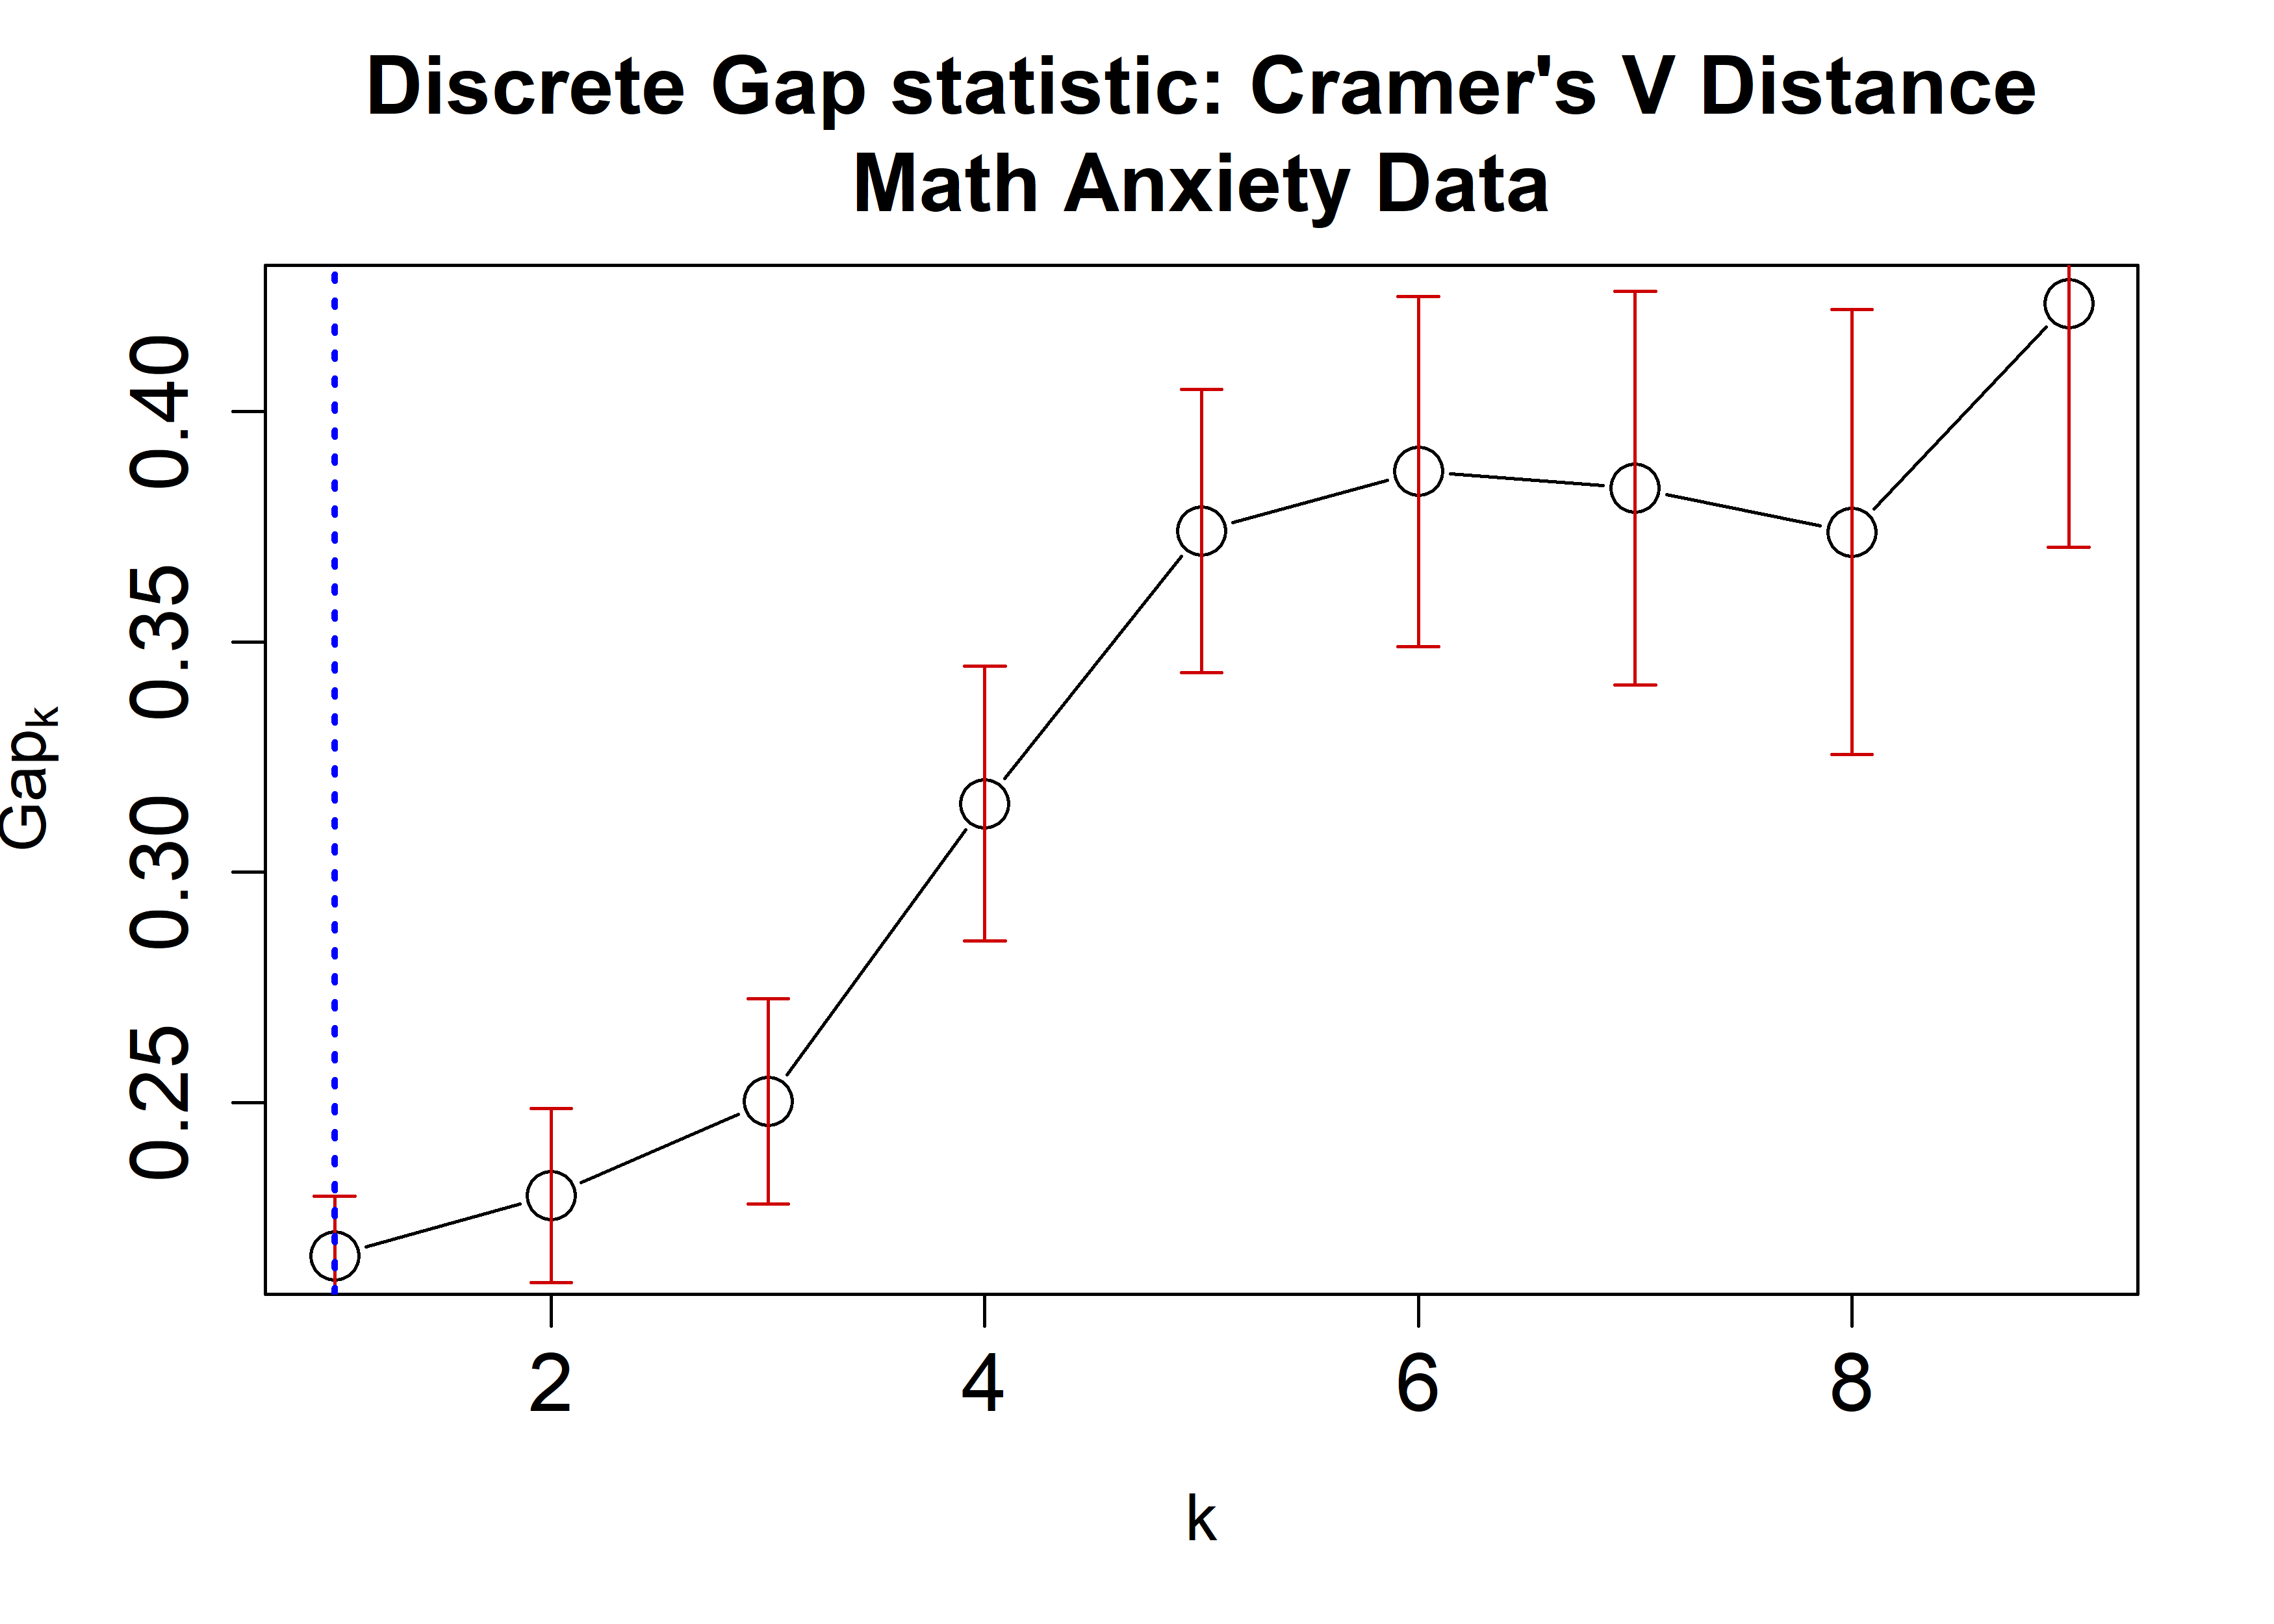 Discrete Gap statistic: Cramer's V Distance
Math Anxiety Data
Gapk
0.40
0.35
0.30
0.25
2 4 6 8
k